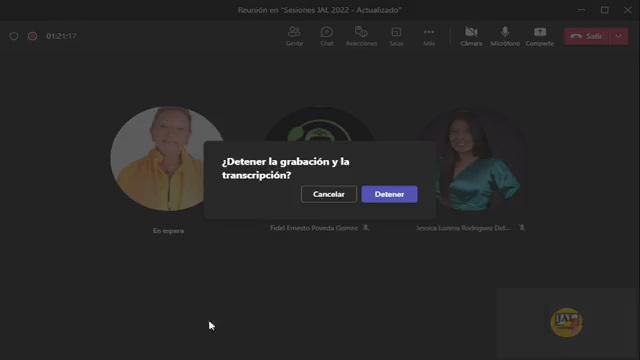 Reunión en "Sesiones JAL 2022 - Actualizado".
01:21:17
Gente
Chat
Reacciones
Salas
Más
Cámara
Micrófono
Compartir
Salir
¿Detener la grabación y la
transcripción?
Cancelar
Detener
En espera
Fidel Ernesto Poveda Gomez
Jessica Lorena Rodriguez Del...
JAL